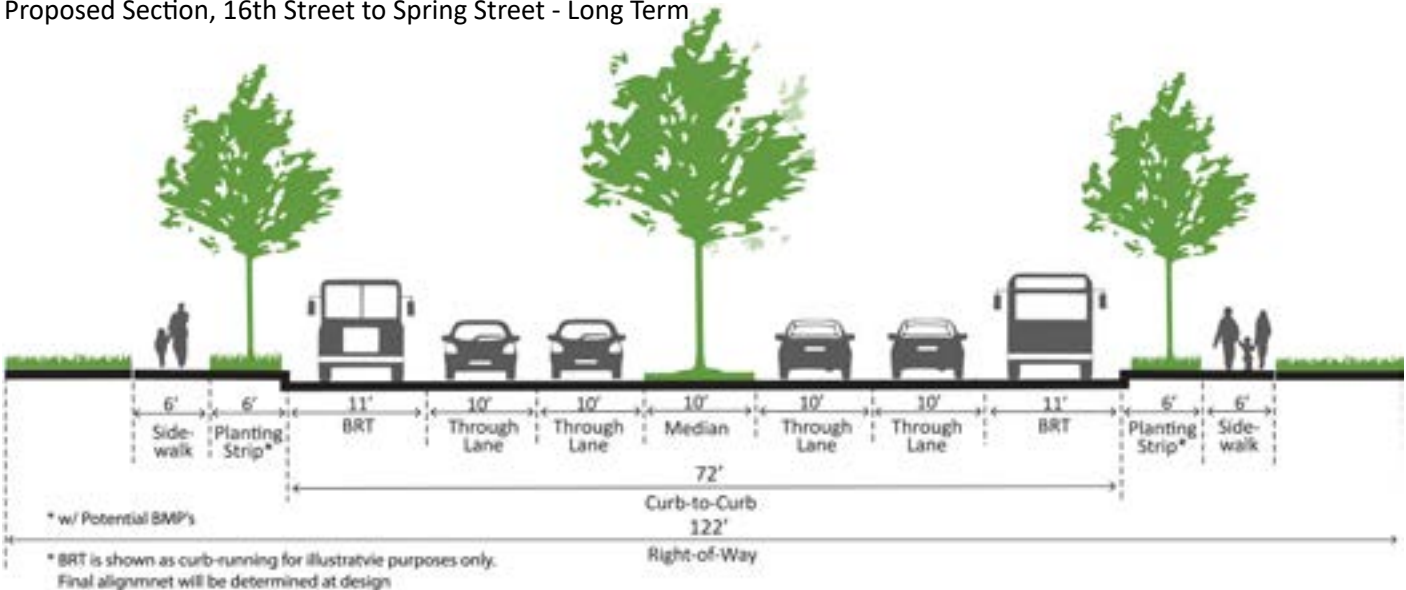 Proposed Section, 16th Street to Spring Street - Long Term
6' 6' 11' 10' 10' 10' 10' 10' 11' 6' 6'
Side- Planting BRT Through Through Median Through Through BRT Planting Side-
walk Strip* Lane Lane Lane Lane Strip* walk
72'
Curb-to-Curb
* w/ Potential BMP's
122'
Right-of-Way
* BRT is shown as curb-running for illustratvie purposes only.
Final alignmnet will be determined at design